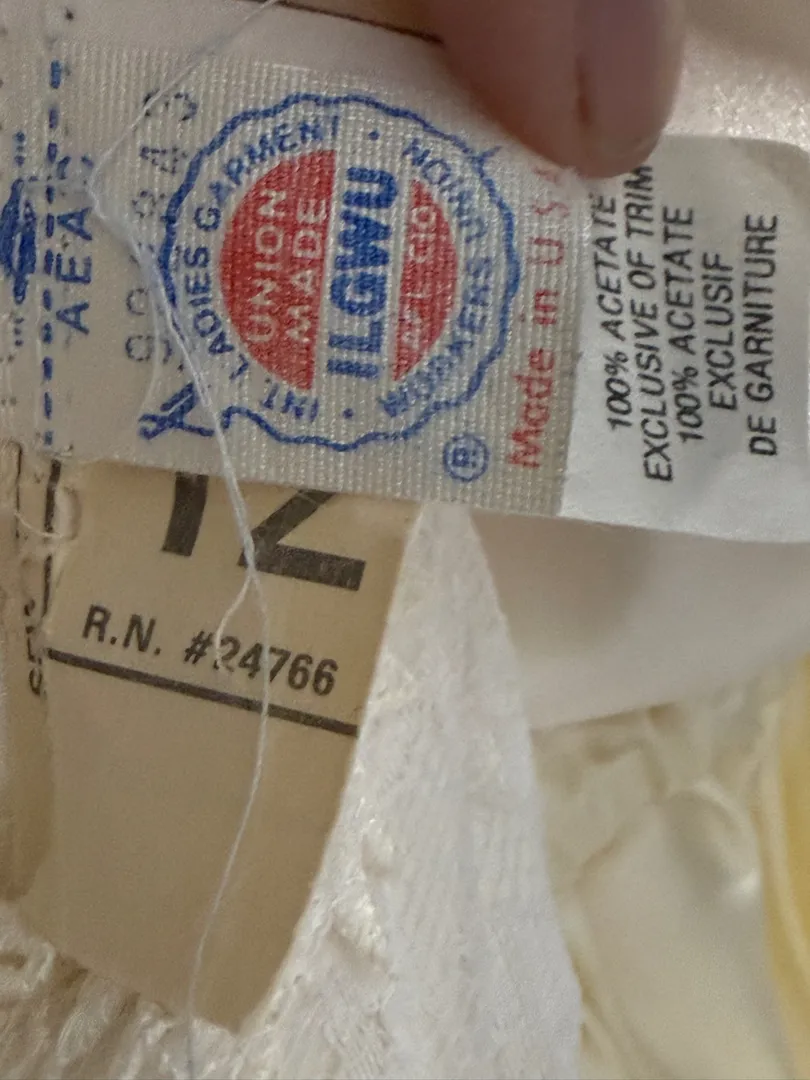 INT. LADIES GARMENT WORKERS UNION
UNION
MADE
ILGWU
AFL CIO
®
Made in U S A
100% ACETATE
EXCLUSIVE OF TRIM
100% ACETATE
EXCLUSIF
DE GARNITURE
12
R.N. #24766